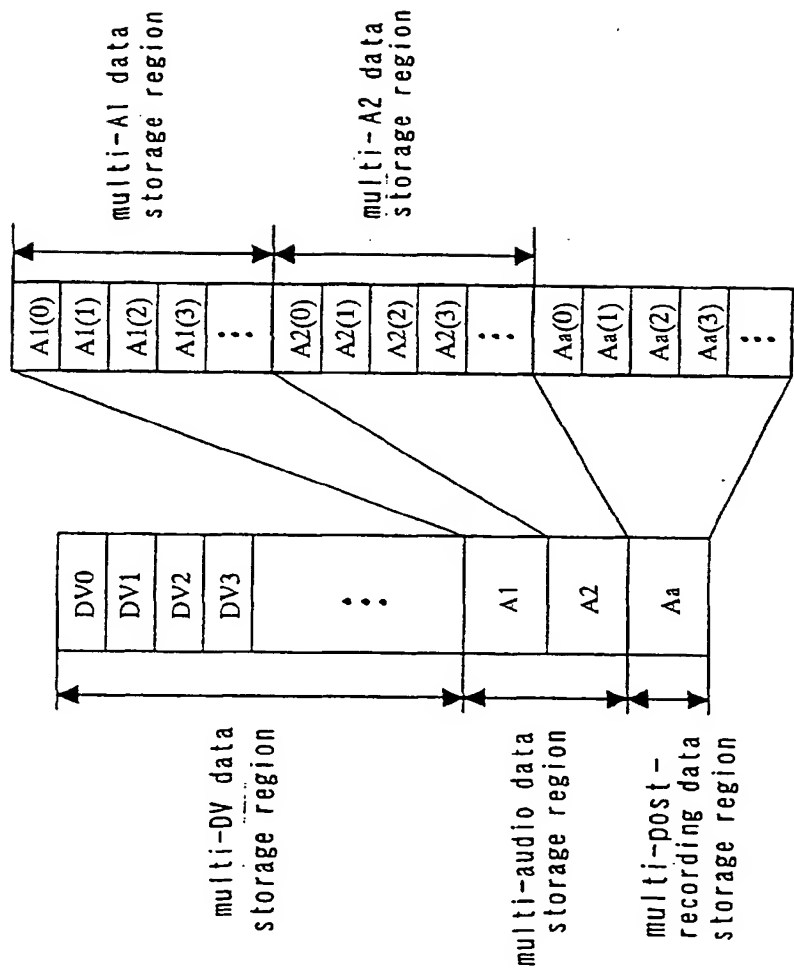 multi-DV data
storage region
multi-audio data
storage region
multi-post-
recording data
storage region
DV0
DV1
DV2
DV3
...
A1
A2
Aa
A1(0)
A1(1)
A1(2)
A1(3)
...
A2(0)
A2(1)
A2(2)
A2(3)
...
Aa(0)
Aa(1)
Aa(2)
Aa(3)
...
multi-A1 data
storage region
multi-A2 data
storage region